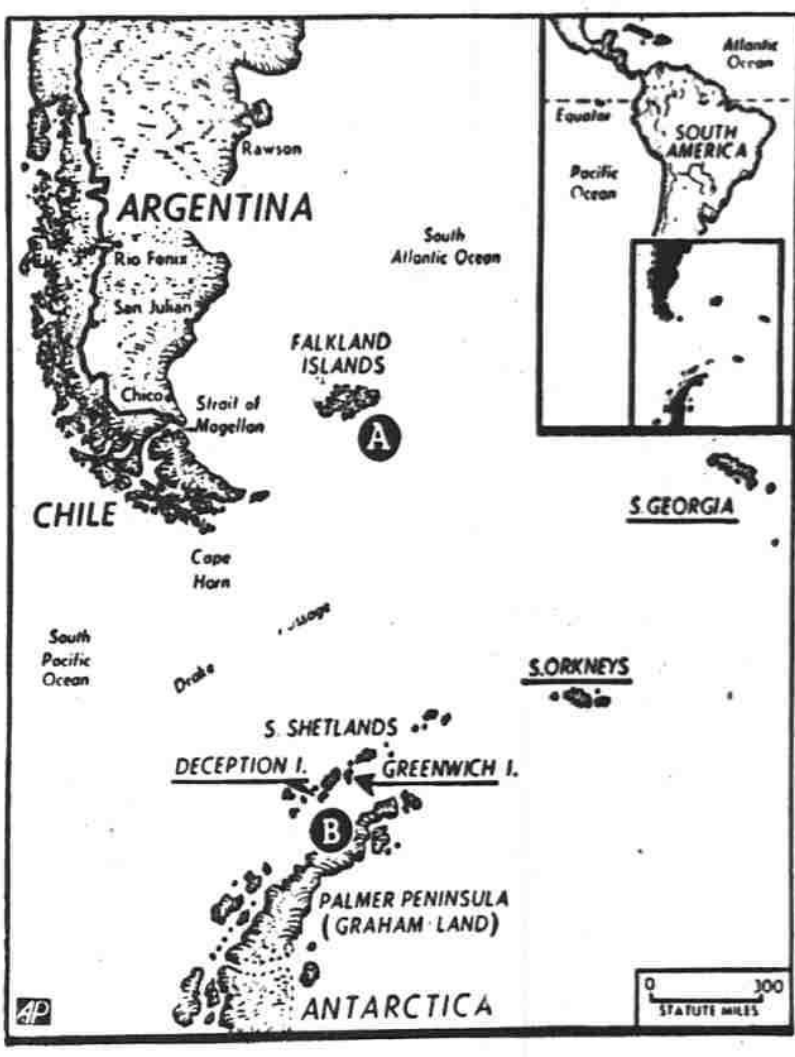 Atlantic
Ocean
Equator
SOUTH
AMERICA
Pacific
Ocean
Rawson
ARGENTINA
South
Atlantic Ocean
Rio Fenix
San Julian
FALKLAND
ISLANDS
Chico
Strait of
Magellan
A
CHILE
S. GEORGIA
Cape
Horn
South
Pacific
Ocean
Drake
S. ORKNEYS
S. SHETLANDS
DECEPTION I.
GREENWICH I.
B
PALMER PENINSULA
(GRAHAM LAND)
ANTARCTICA
AP
0 300
STATUTE MILES